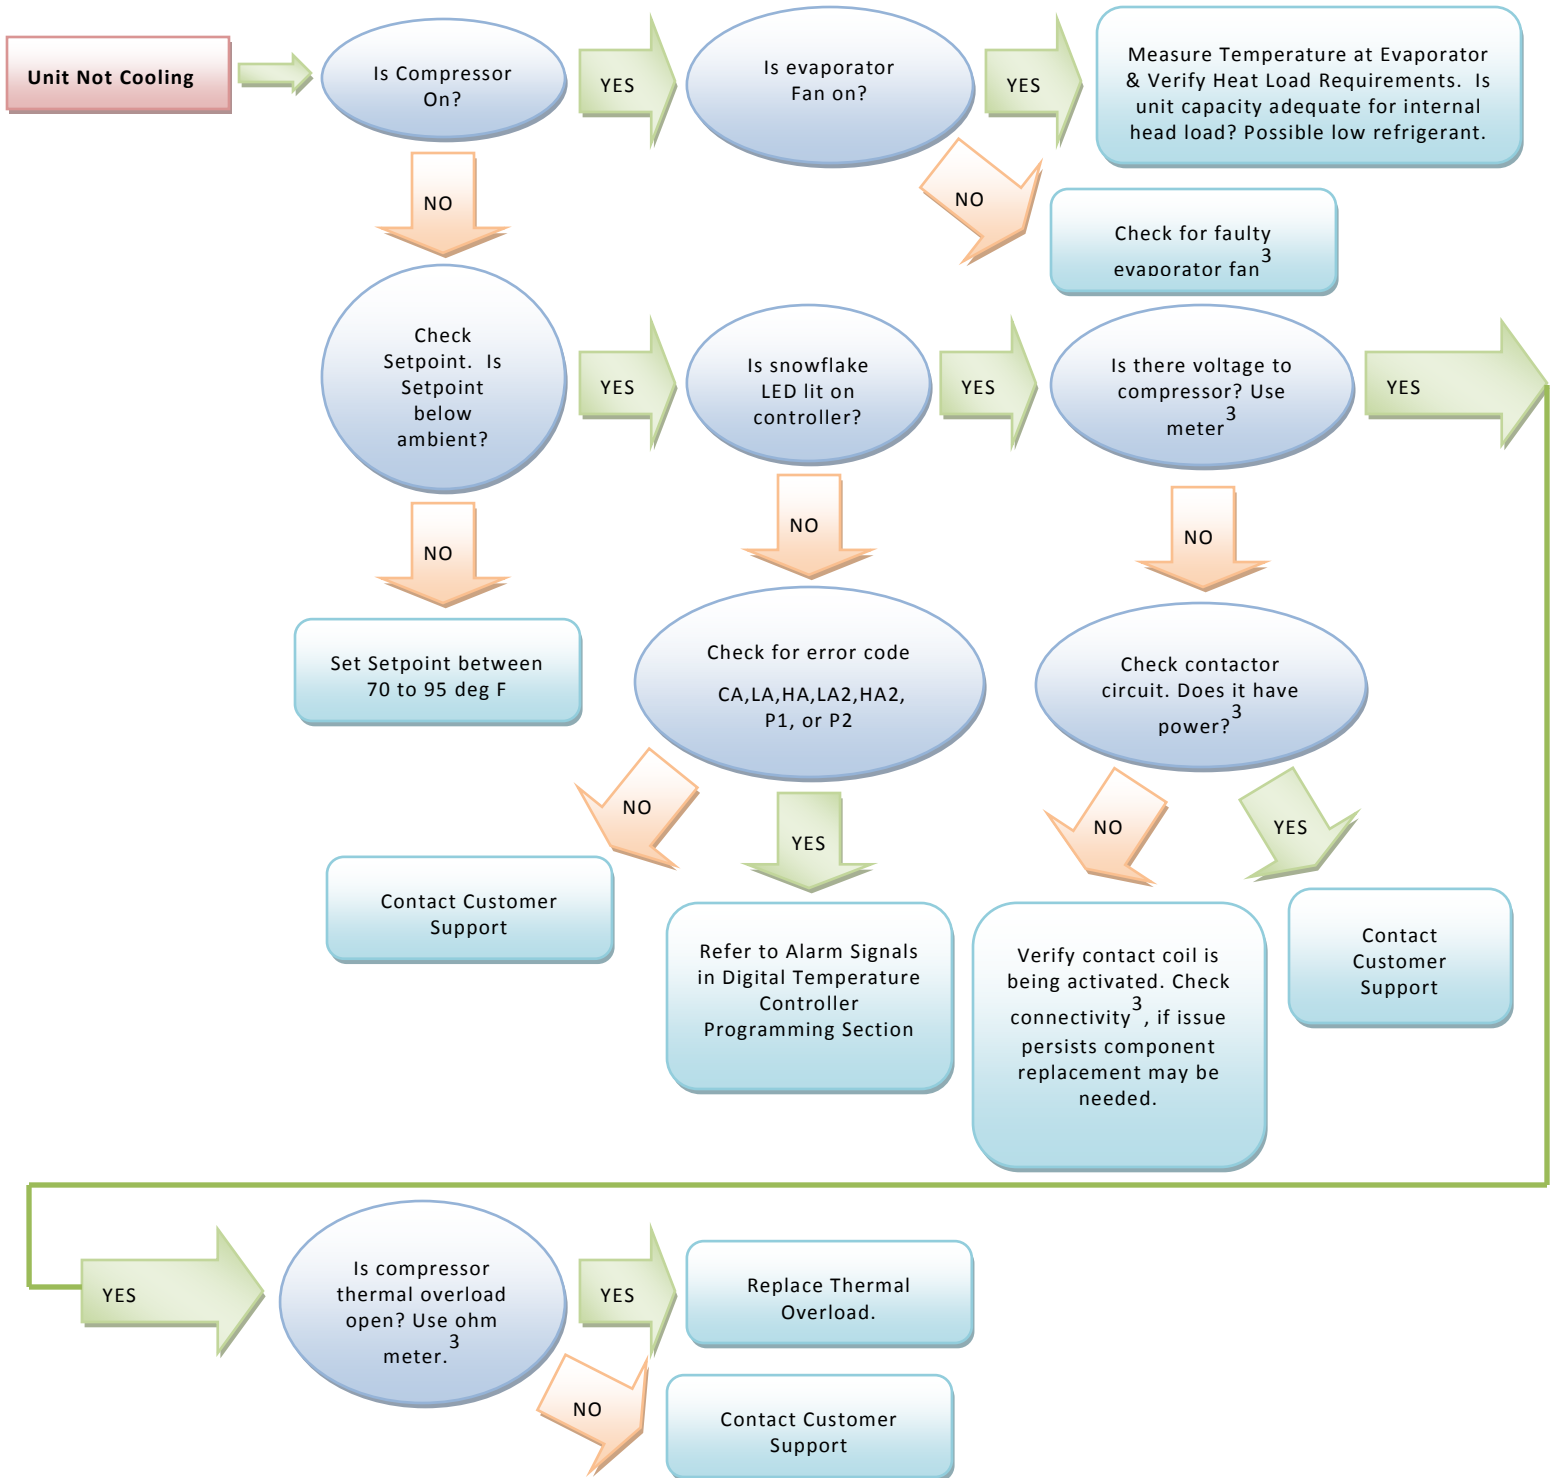 Unit Not Cooling
Is Compressor
On?
YES
Is evaporator
Fan on?
YES
Measure Temperature at Evaporator
& Verify Heat Load Requirements. Is
unit capacity adequate for internal
head load? Possible low refrigerant.
NO
NO
Check for faulty
evaporator fan3
Check
Setpoint. Is
Setpoint
below
ambient?
YES
Is snowflake
LED lit on
controller?
YES
Is there voltage to
compressor? Use
meter3
YES
NO
NO
NO
Set Setpoint between
70 to 95 deg F
Check for error code
CA,LA,HA,LA2,HA2,
P1, or P2
Check contactor
circuit. Does it have
power?3
NO
YES
NO
YES
Contact Customer
Support
Refer to Alarm Signals
in Digital Temperature
Controller
Programming Section
Verify contact coil is
being activated. Check
connectivity3, if issue
persists component
replacement may be
needed.
Contact
Customer
Support
YES
Is compressor
thermal overload
open? Use ohm
meter.3
YES
Replace Thermal
Overload.
NO
Contact Customer
Support